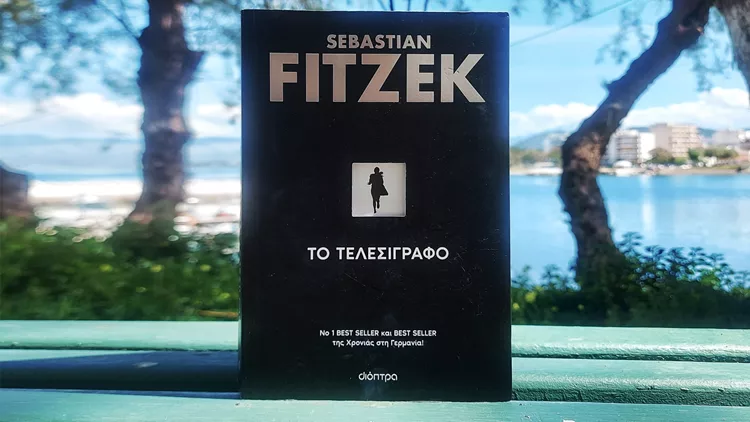 SEBASTIAN
FITZEK
ΤΟ ΤΕΛΕΣΙΓΡΑΦΟ
Νο 1 BEST SELLER και BEST SELLER
της Χρονιάς στη Γερμανία!
διόπτρα